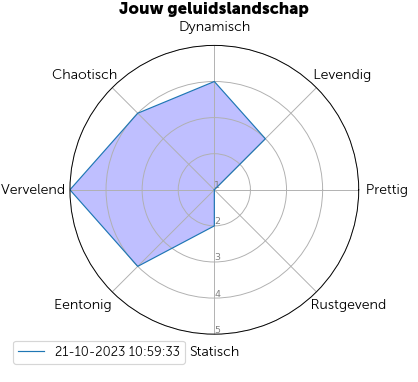 Jouw geluidslandschap
Dynamisch
Chaotisch
Levendig
Vervelend
1
Prettig
2
3
4
Eentonig
Rustgevend
5
21-10-2023 10:59:33
Statisch